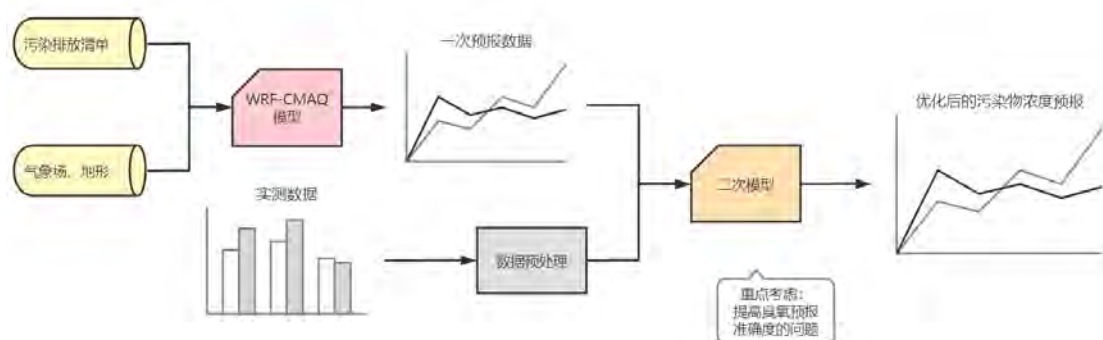 污染排放清单
气象场、地形
WRF-CMAQ
模型
一次预报数据
实测数据
数据预处理
二次模型
重点考虑：
提高臭氧预报
准确度的问题
优化后的污染物浓度预报